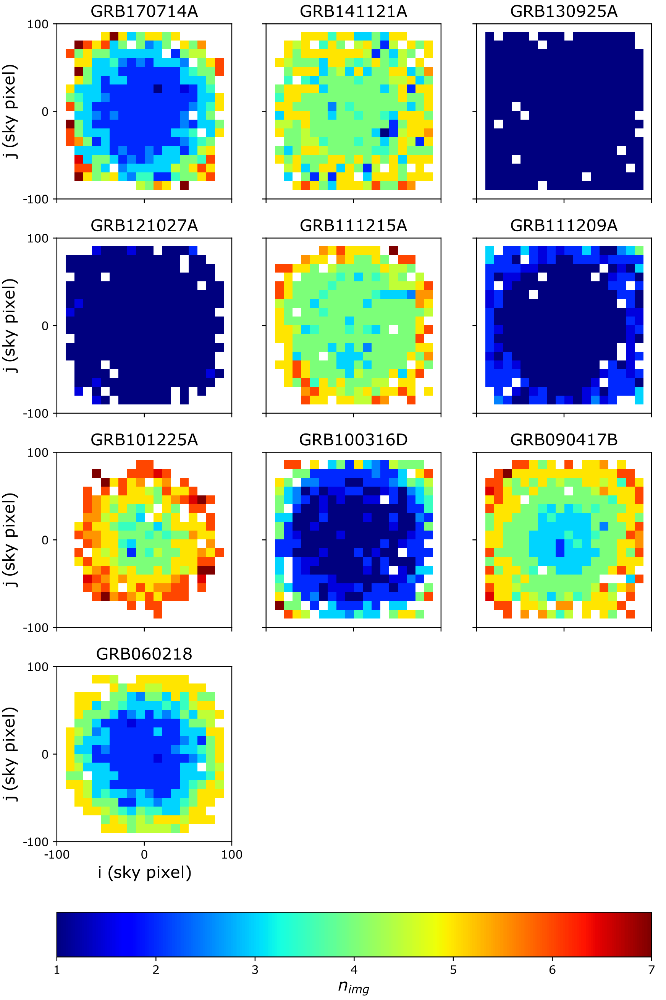 GRB170714A GRB141121A GRB130925A
100
j (sky pixel)
0
-100
GRB121027A GRB111215A GRB111209A
100
j (sky pixel)
0
-100
GRB101225A GRB100316D GRB090417B
100
j (sky pixel)
0
-100
GRB060218
100
j (sky pixel)
0
-100
-100 0 100
i (sky pixel)
1 2 3 4 5 6 7
n_img